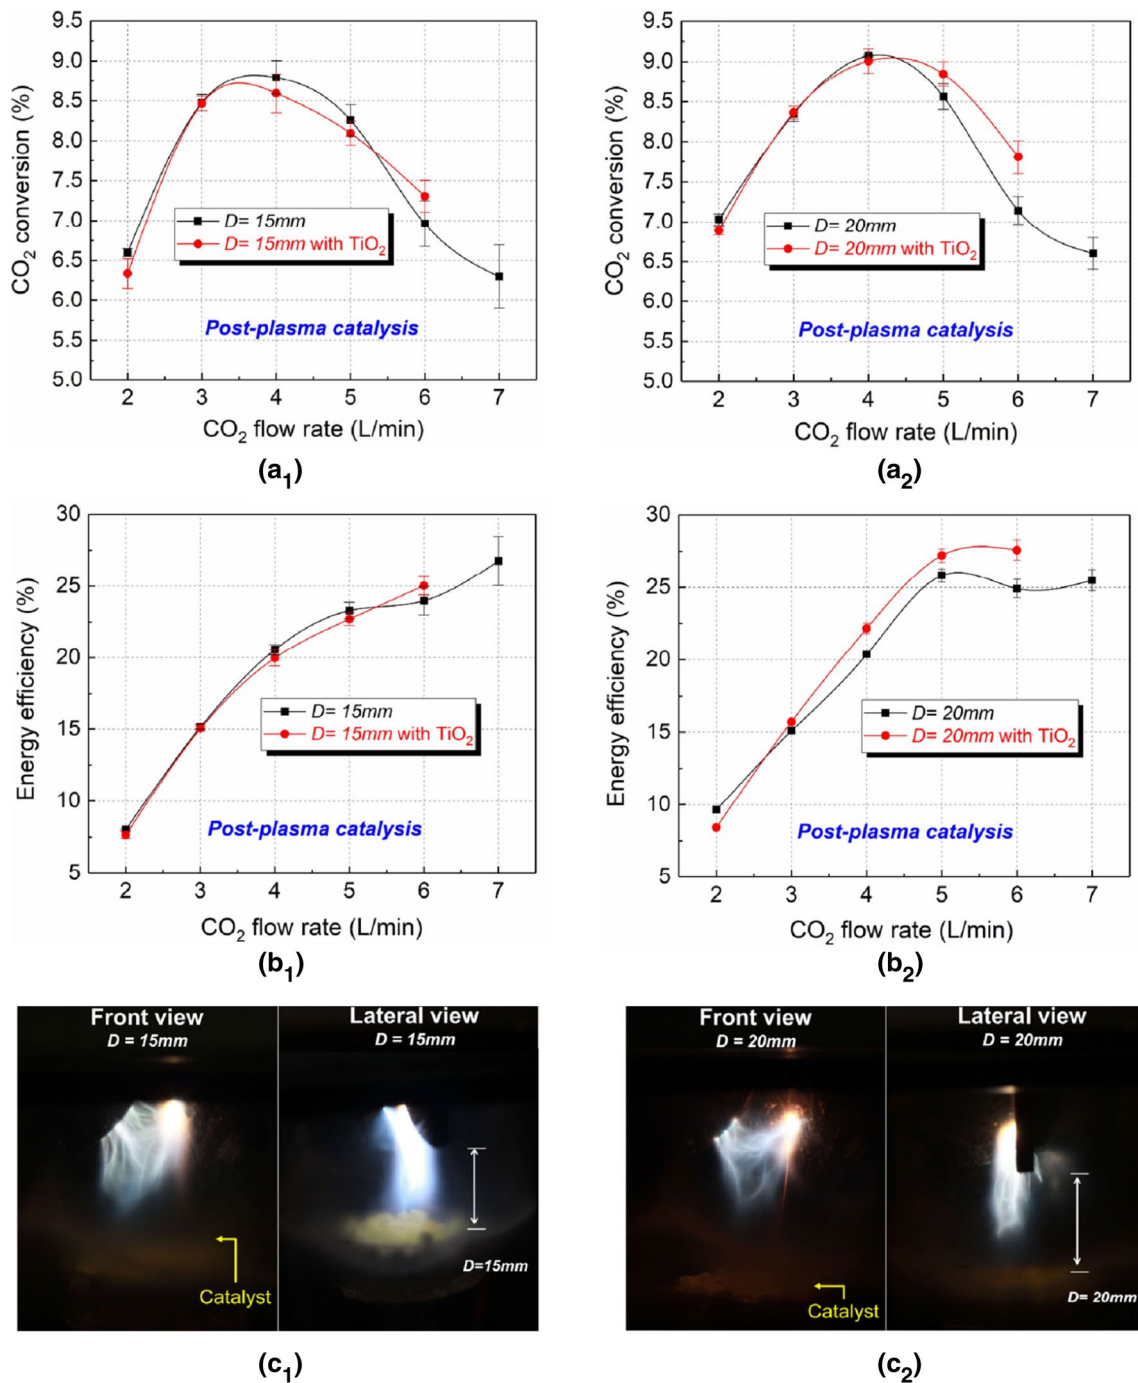 9.5
9.0
8.5
8.0
7.5
7.0
6.5
6.0
5.5
5.0
CO₂ conversion (%)
D= 15mm
D= 15mm with TiO₂
Post-plasma catalysis
2 3 4 5 6 7
CO₂ flow rate (L/min)
(a₁)
9.5
9.0
8.5
8.0
7.5
7.0
6.5
6.0
5.5
5.0
CO₂ conversion (%)
D= 20mm
D= 20mm with TiO₂
Post-plasma catalysis
2 3 4 5 6 7
CO₂ flow rate (L/min)
(a₂)
30
25
20
15
10
5
Energy efficiency (%)
D= 15mm
D= 15mm with TiO₂
Post-plasma catalysis
2 3 4 5 6 7
CO₂ flow rate (L/min)
(b₁)
30
25
20
15
10
5
Energy efficiency (%)
D= 20mm
D= 20mm with TiO₂
Post-plasma catalysis
2 3 4 5 6 7
CO₂ flow rate (L/min)
(b₂)
Front view
D = 15mm
Catalyst
Lateral view
D = 15mm
D=15mm
(c₁)
Front view
D = 20mm
Catalyst
Lateral view
D = 20mm
D= 20mm
(c₂)